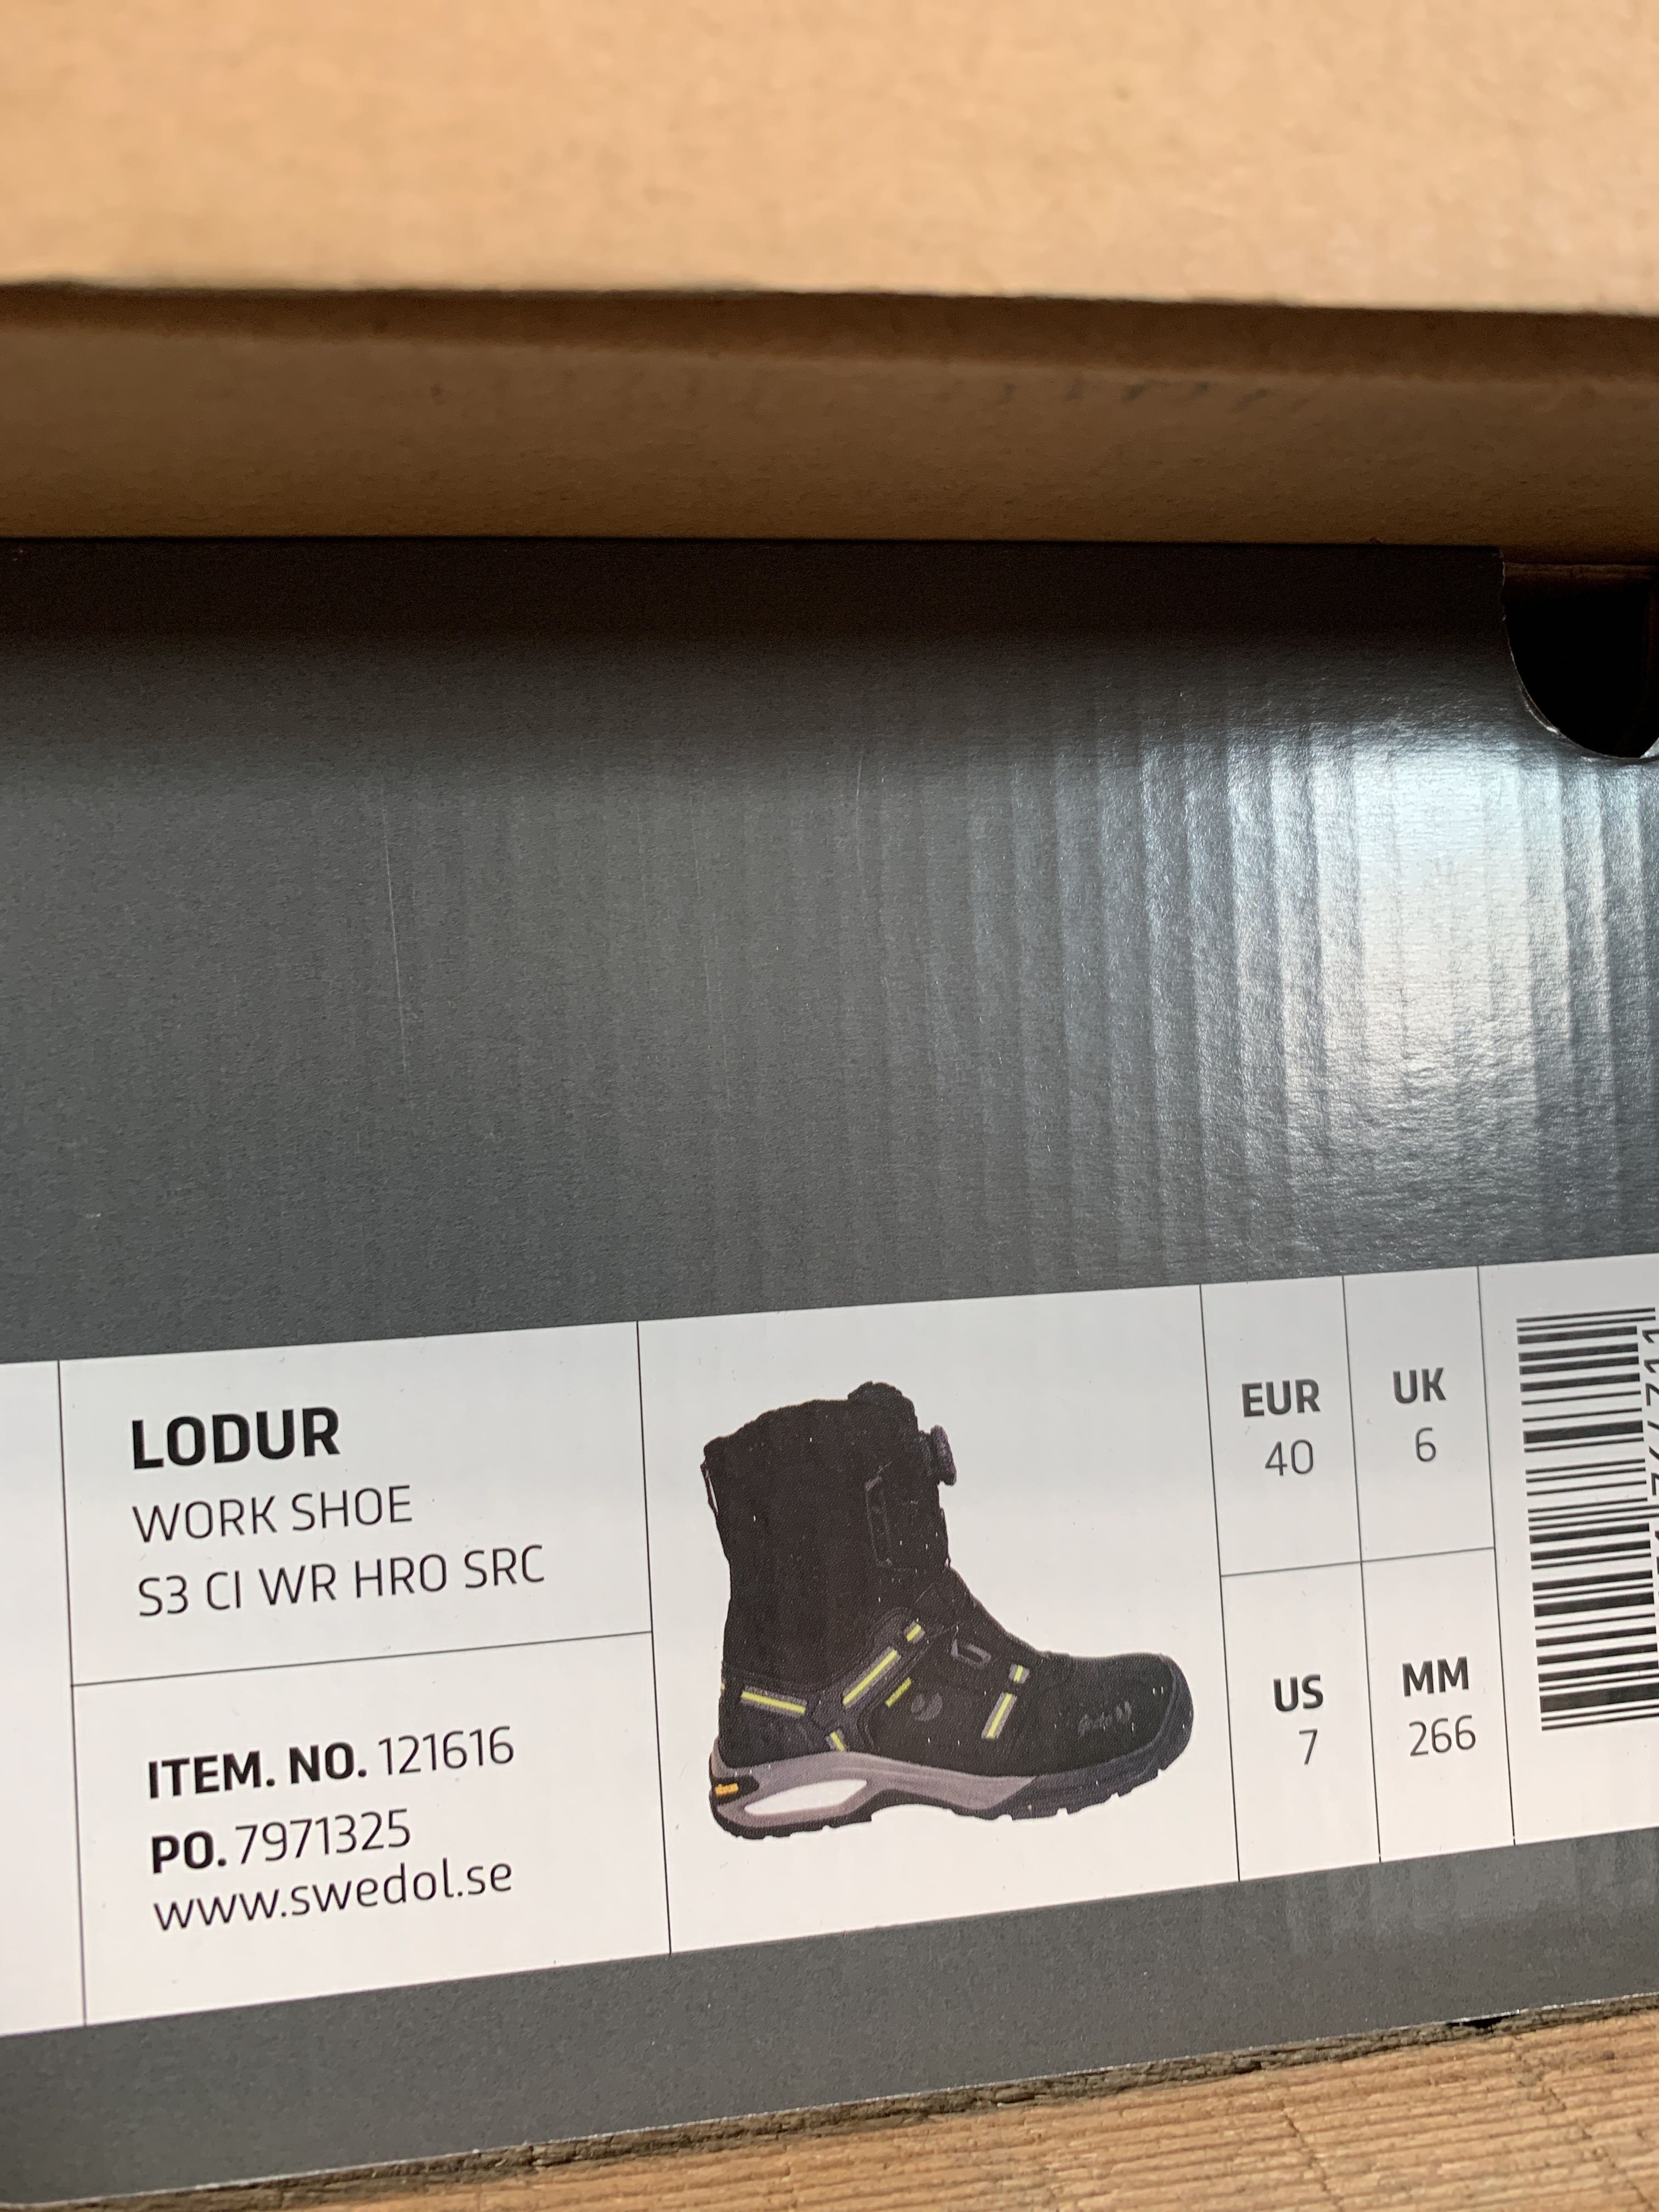 LODUR
WORK SHOE
S3 CI WR HRO SRC
ITEM. NO. 121616
PO. 7971325
www.swedol.se
EUR
40
UK
6
US
7
MM
266